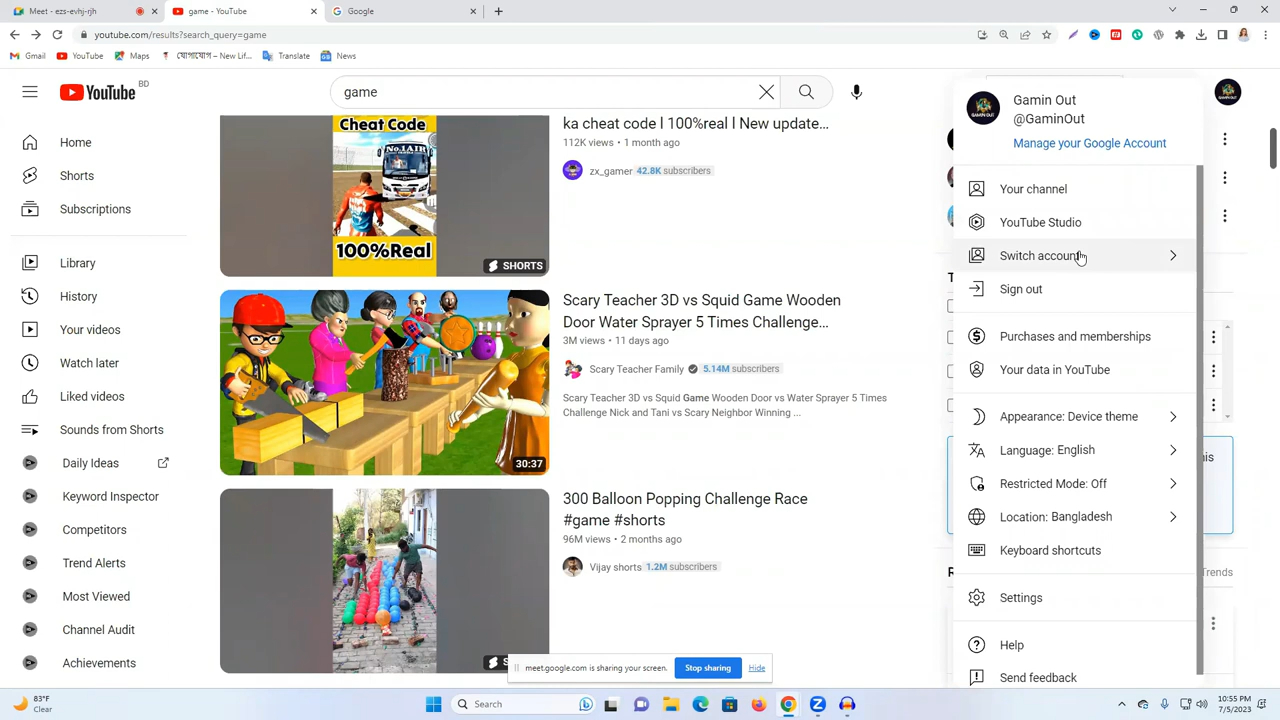 Meet - ezs-evhj-rjh
game - YouTube
Google
youtube.com/results?search_query=game
Gmail
YouTube
Maps
যোগাযোগ – New Lif...
Translate
News
YouTube BD
game
Home
Shorts
Subscriptions
Library
History
Your videos
Watch later
Liked videos
Sounds from Shorts
Daily Ideas
Keyword Inspector
Competitors
Trend Alerts
Most Viewed
Channel Audit
Achievements
Cheat Code
No.1AIR
100%Real
SHORTS
ka cheat code l 100%real l New update...
112K views • 1 month ago
zx_gamer 42.8K subscribers
30:37
Scary Teacher 3D vs Squid Game Wooden
Door Water Sprayer 5 Times Challenge...
3M views • 11 days ago
Scary Teacher Family 5.14M subscribers
Scary Teacher 3D vs Squid Game Wooden Door vs Water Sprayer 5 Times
Challenge Nick and Tani vs Scary Neighbor Winning ...
300 Balloon Popping Challenge Race
#game #shorts
96M views • 2 months ago
Vijay shorts 1.2M subscribers
Gamin Out
@GaminOut
Manage your Google Account
Your channel
YouTube Studio
Switch account
Sign out
Purchases and memberships
Your data in YouTube
Appearance: Device theme
Language: English
Restricted Mode: Off
Location: Bangladesh
Keyboard shortcuts
Settings
Help
Send feedback
Trends
meet.google.com is sharing your screen.
Stop sharing
Hide
83°F
Clear
Search
10:55 PM
7/5/2023